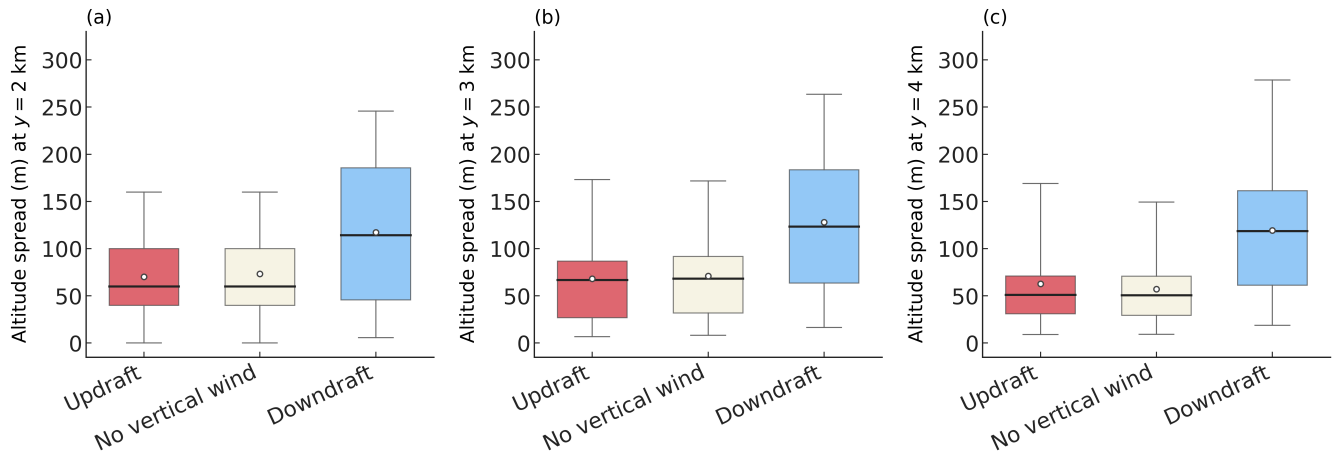 (a)
Altitude spread (m) at y = 2 km
300
250
200
150
100
50
0
Updraft
No vertical wind
Downdraft
(b)
Altitude spread (m) at y = 3 km
300
250
200
150
100
50
0
Updraft
No vertical wind
Downdraft
(c)
Altitude spread (m) at y = 4 km
300
250
200
150
100
50
0
Updraft
No vertical wind
Downdraft